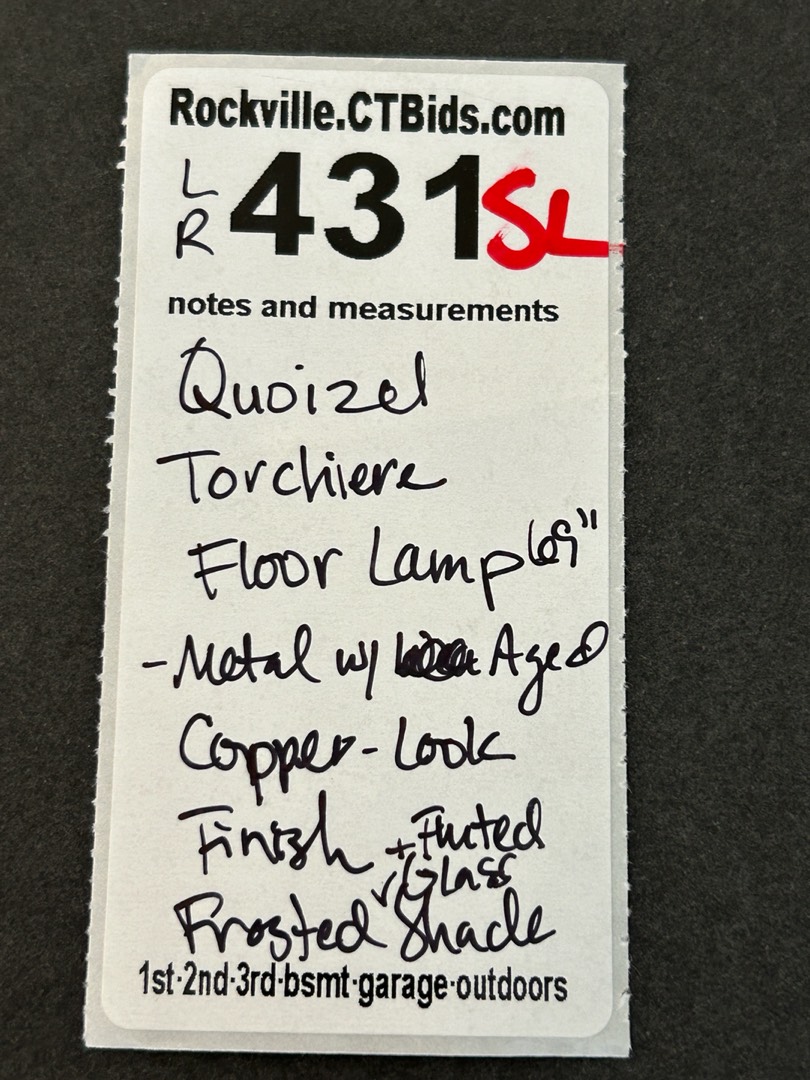 Rockville.CTBids.com
LR 431 SL
notes and measurements
Quoizel
Torchiere
Floor Lamp 69"
- Metal w/ Aged
Copper-Look
Finish + Fluted
Glass
Frosted Shade
1st·2nd·3rd·bsmt·garage·outdoors